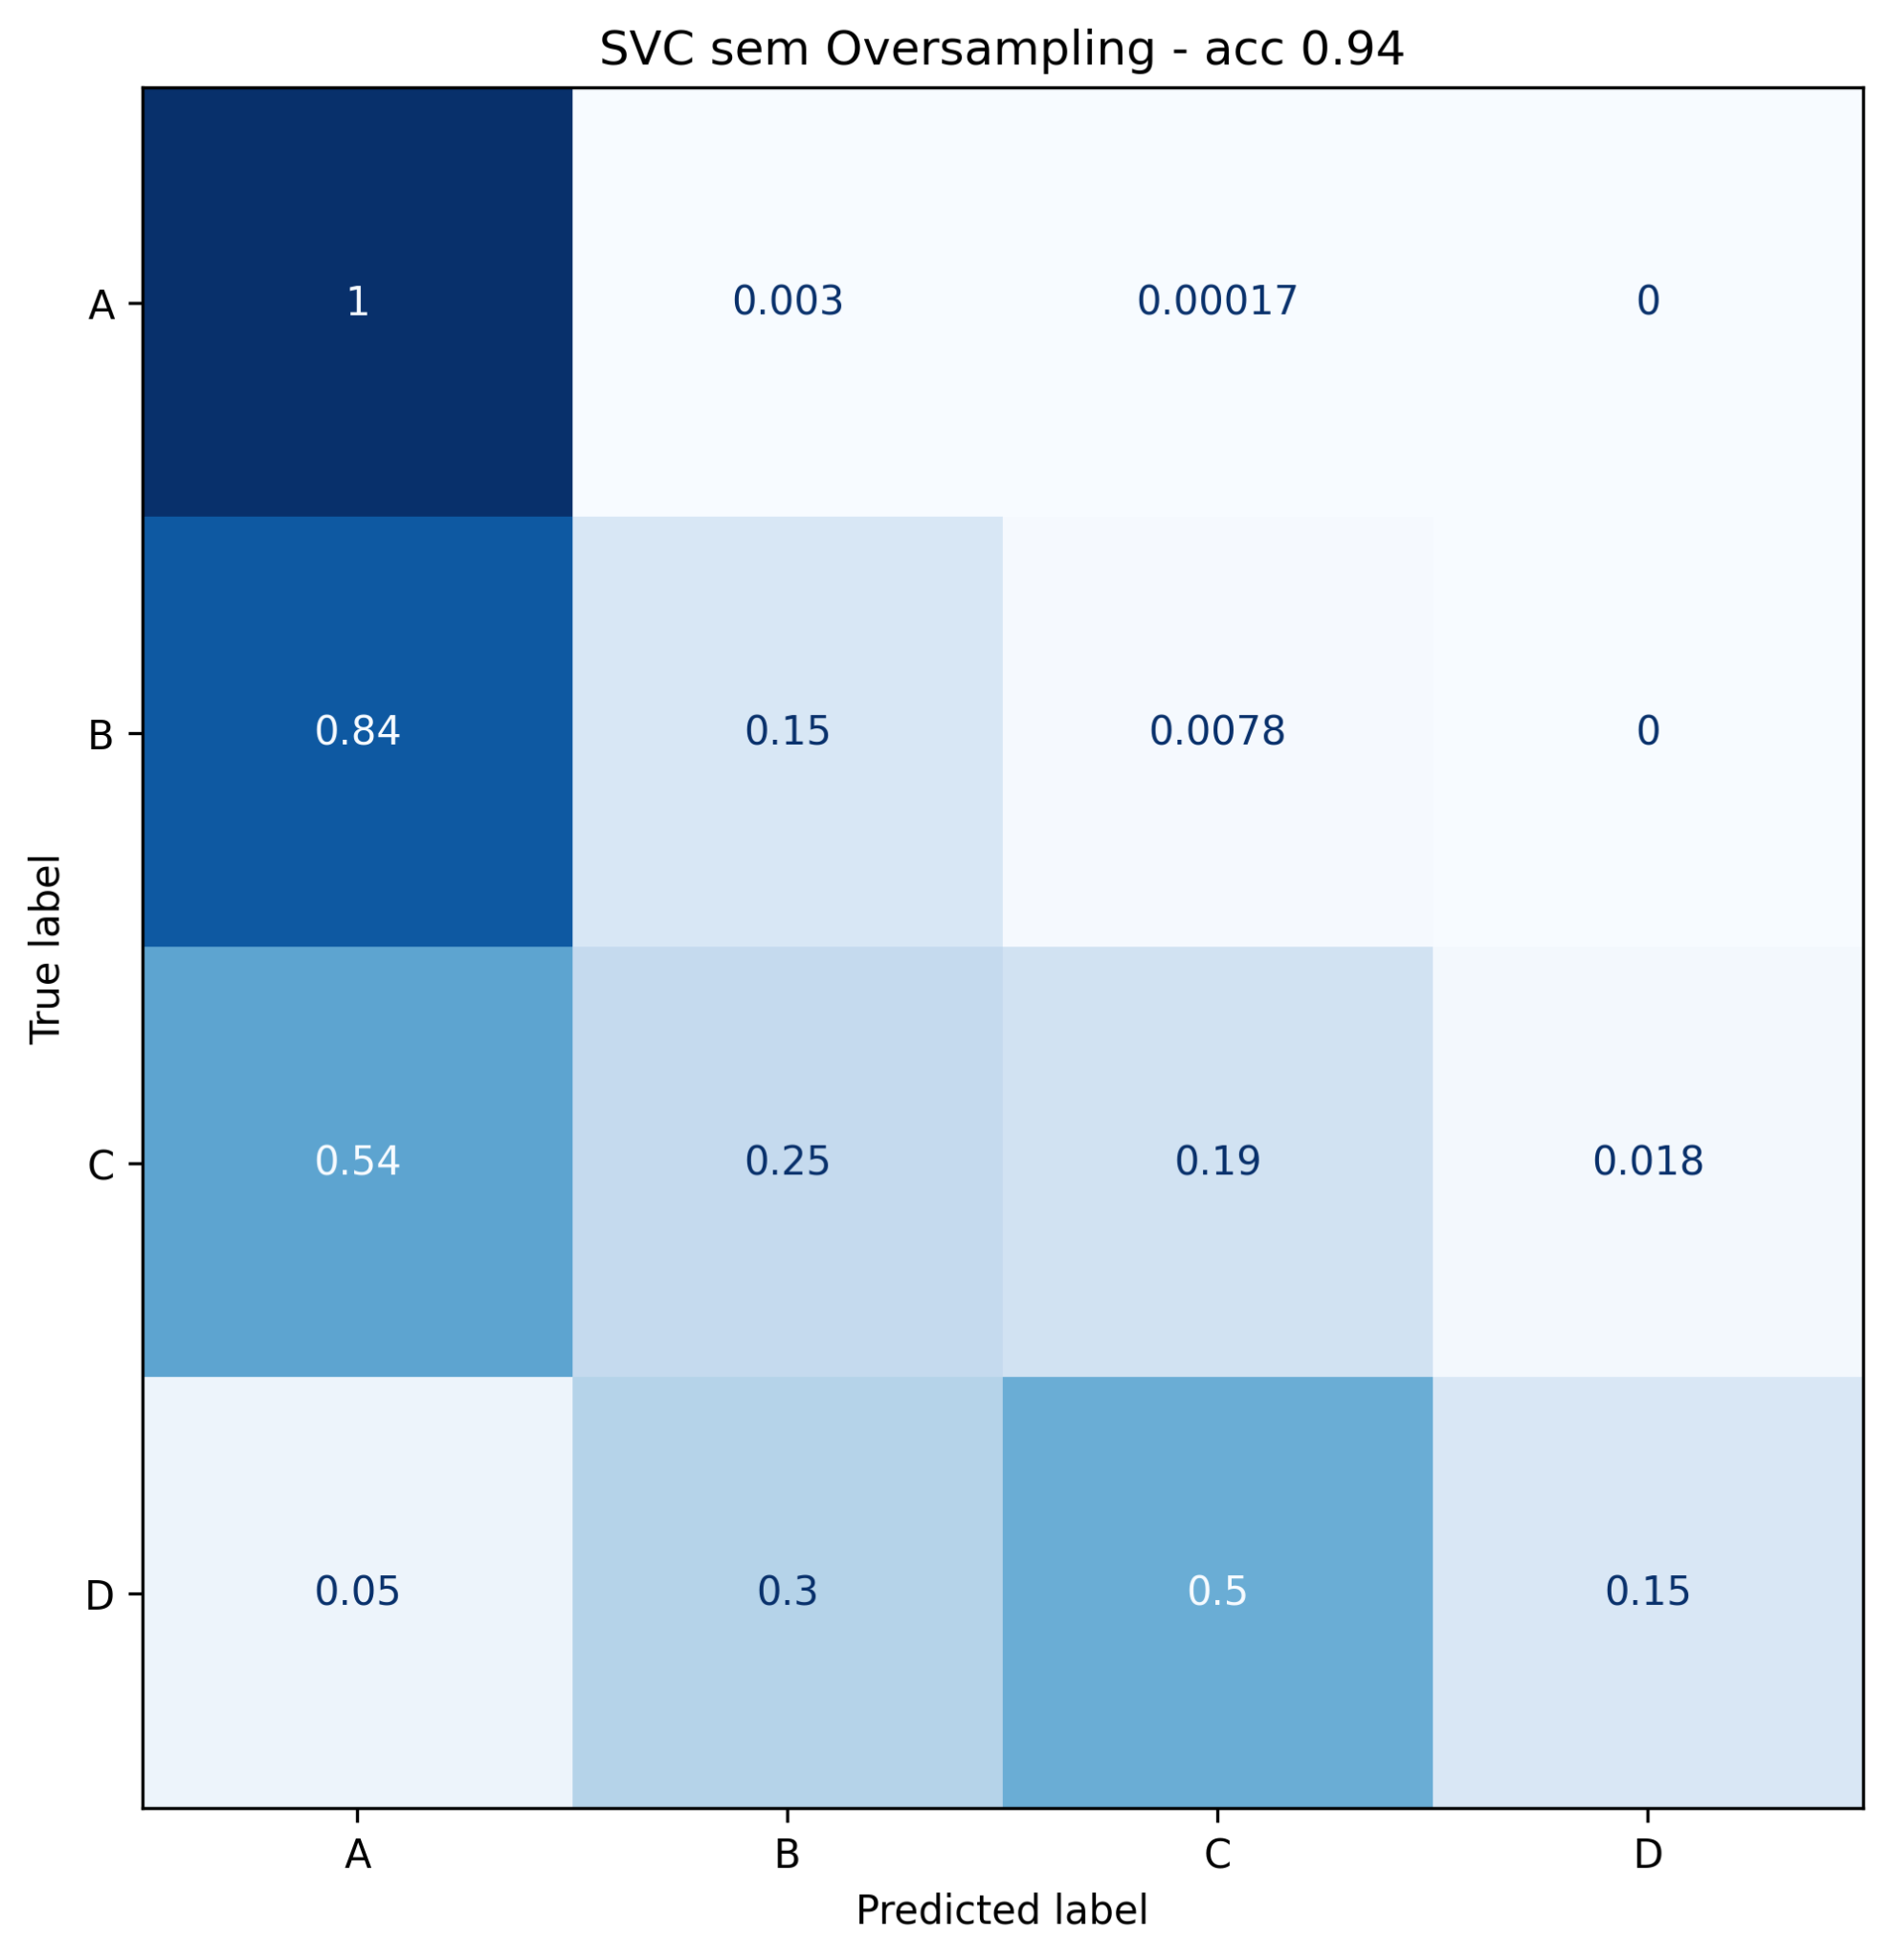 SVC sem Oversampling - acc 0.94
A 1 0.003 0.00017 0
B 0.84 0.15 0.0078 0
C 0.54 0.25 0.19 0.018
D 0.05 0.3 0.5 0.15
True label
A B C D
Predicted label